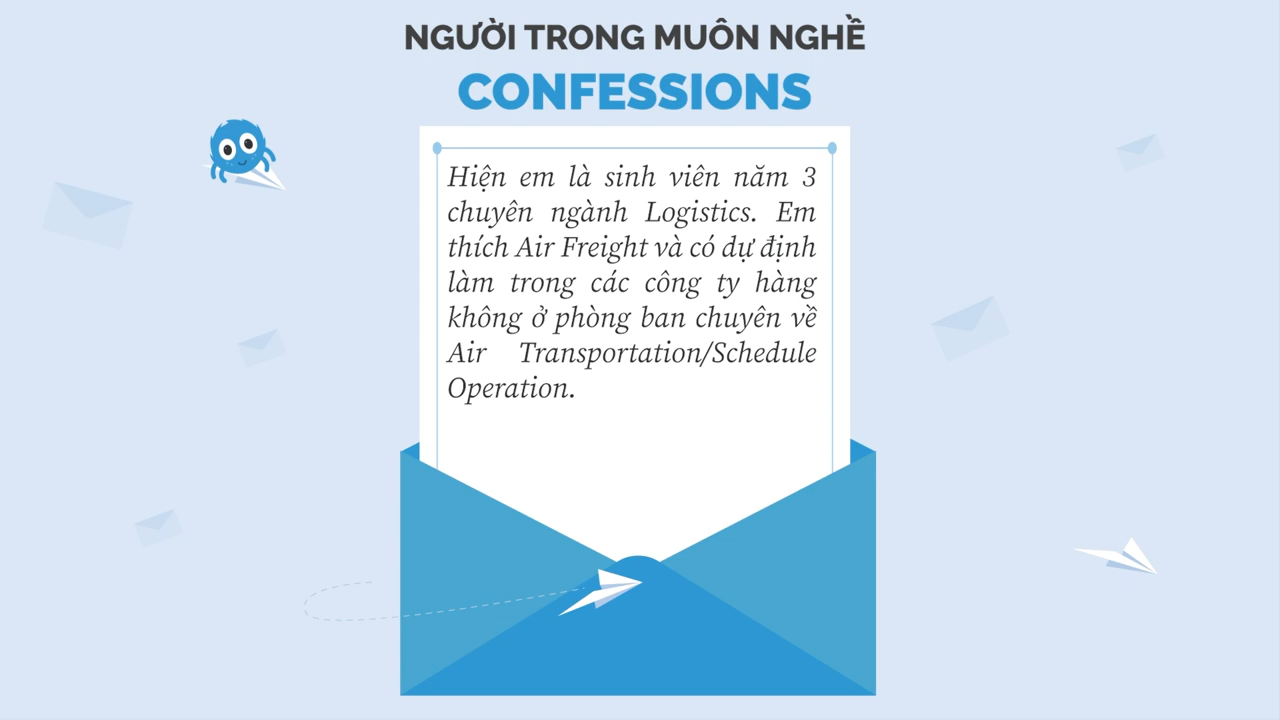 NGƯỜI TRONG MUÔN NGHỀ
CONFESSIONS
Hiện em là sinh viên năm 3
chuyên ngành Logistics. Em
thích Air Freight và có dự định
làm trong các công ty hàng
không ở phòng ban chuyên về
Air Transportation/Schedule
Operation.